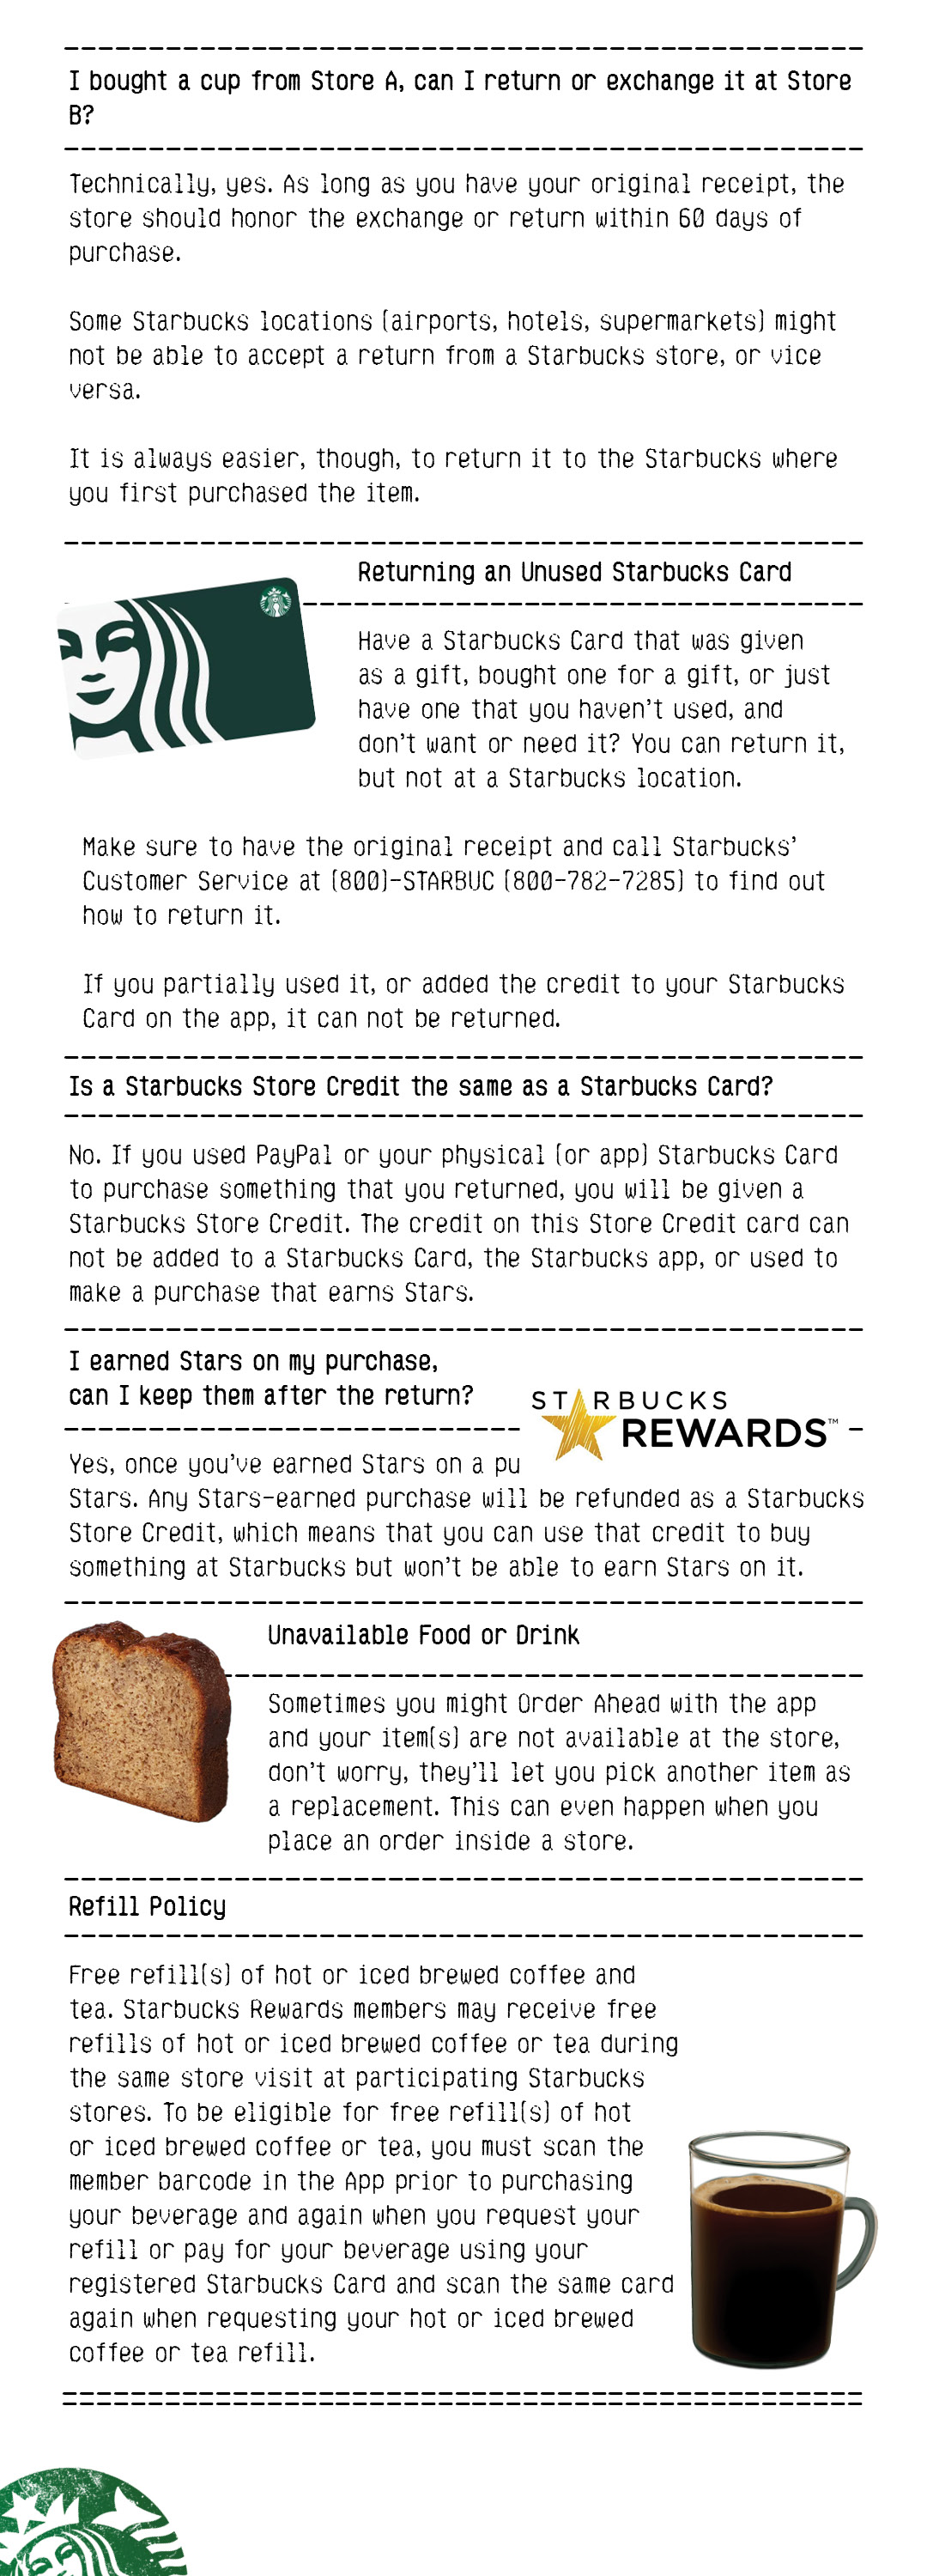 I bought a cup from Store A, can I return or exchange it at Store
B?
Technically, yes. As long as you have your original receipt, the
store should honor the exchange or return within 60 days of
purchase.
Some Starbucks locations (airports, hotels, supermarkets) might
not be able to accept a return from a Starbucks store, or vice
versa.
It is always easier, though, to return it to the Starbucks where
you first purchased the item.
Returning an Unused Starbucks Card
Have a Starbucks Card that was given
as a gift, bought one for a gift, or just
have one that you haven't used, and
don't want or need it? You can return it,
but not at a Starbucks location.
Make sure to have the original receipt and call Starbucks'
Customer Service at (800)-STARBUC (800-782-7285) to find out
how to return it.
If you partially used it, or added the credit to your Starbucks
Card on the app, it can not be returned.
Is a Starbucks Store Credit the same as a Starbucks Card?
No. If you used PayPal or your physical (or app) Starbucks Card
to purchase something that you returned, you will be given a
Starbucks Store Credit. The credit on this Store Credit card can
not be added to a Starbucks Card, the Starbucks app, or used to
make a purchase that earns Stars.
I earned Stars on my purchase,
can I keep them after the return?
STARBUCKS
REWARDS™
Yes, once you've earned Stars on a pu
Stars. Any Stars-earned purchase will be refunded as a Starbucks
Store Credit, which means that you can use that credit to buy
something at Starbucks but won't be able to earn Stars on it.
Unavailable Food or Drink
Sometimes you might Order Ahead with the app
and your item(s) are not available at the store,
don't worry, they'll let you pick another item as
a replacement. This can even happen when you
place an order inside a store.
Refill Policy
Free refill(s) of hot or iced brewed coffee and
tea. Starbucks Rewards members may receive free
refills of hot or iced brewed coffee or tea during
the same store visit at participating Starbucks
stores. To be eligible for free refill(s) of hot
or iced brewed coffee or tea, you must scan the
member barcode in the App prior to purchasing
your beverage and again when you request your
refill or pay for your beverage using your
registered Starbucks Card and scan the same card
again when requesting your hot or iced brewed
coffee or tea refill.